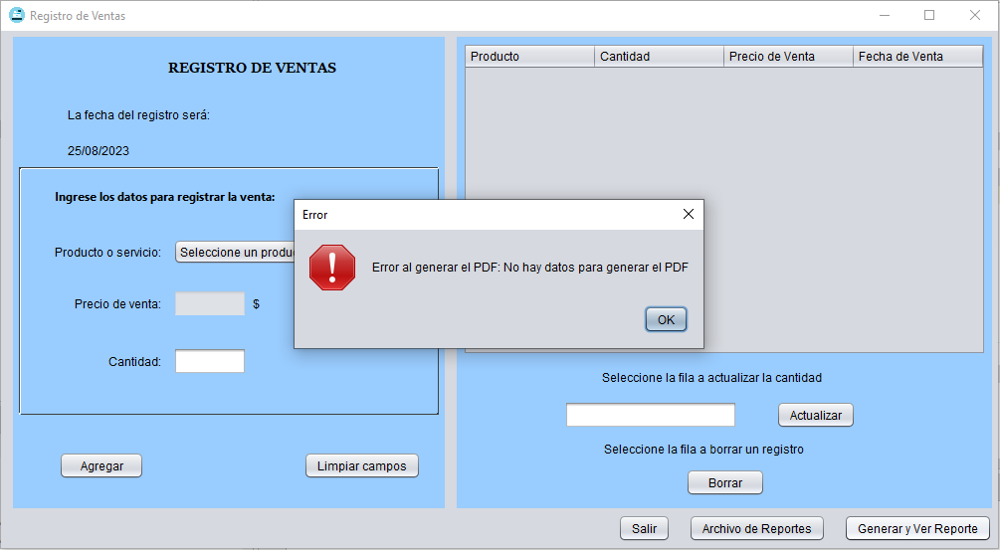 Registro de Ventas
REGISTRO DE VENTAS
La fecha del registro será:
25/08/2023
Ingrese los datos para registrar la venta:
Producto o servicio:
Seleccione un produc
Precio de venta:
$
Cantidad:
Agregar
Limpiar campos
Producto
Cantidad
Precio de Venta
Fecha de Venta
Error
Error al generar el PDF: No hay datos para generar el PDF
OK
Seleccione la fila a actualizar la cantidad
Actualizar
Seleccione la fila a borrar un registro
Borrar
Salir
Archivo de Reportes
Generar y Ver Reporte